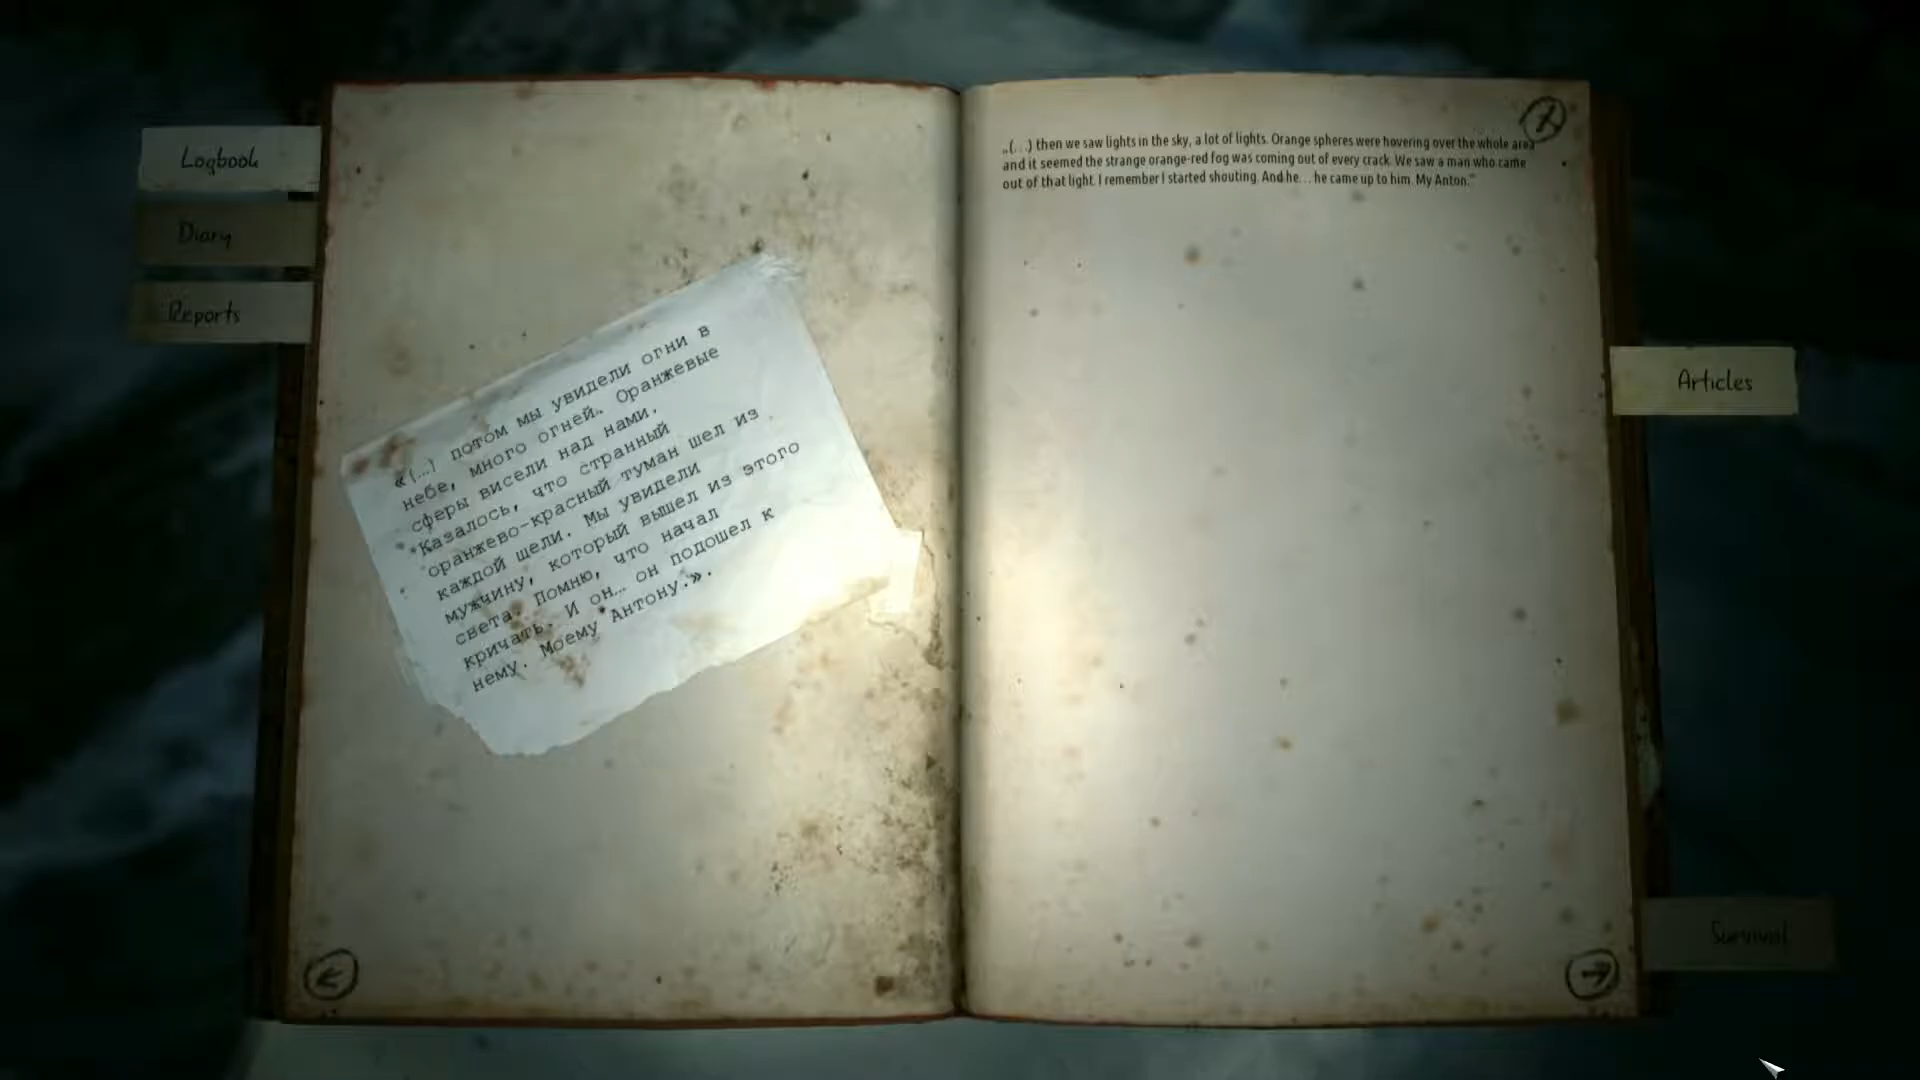 Logbook
Diary
Reports
«(...) потом мы увидели огни в
небе, много огней. Оранжевые
сферы висели над нами.
Казалось, что странный
оранжево-красный туман шел из
каждой щели. Мы увидели
мужчину, который вышел из этого
света. Помню, что начал
кричать. И он... он подошел к
нему. Моему Антону.».
„(...) then we saw lights in the sky, a lot of lights. Orange spheres were hovering over the whole area
and it seemed the strange orange-red fog was coming out of every crack. We saw a man who came
out of that light. I remember I started shouting. And he... he came up to him. My Anton."
Articles
Survival